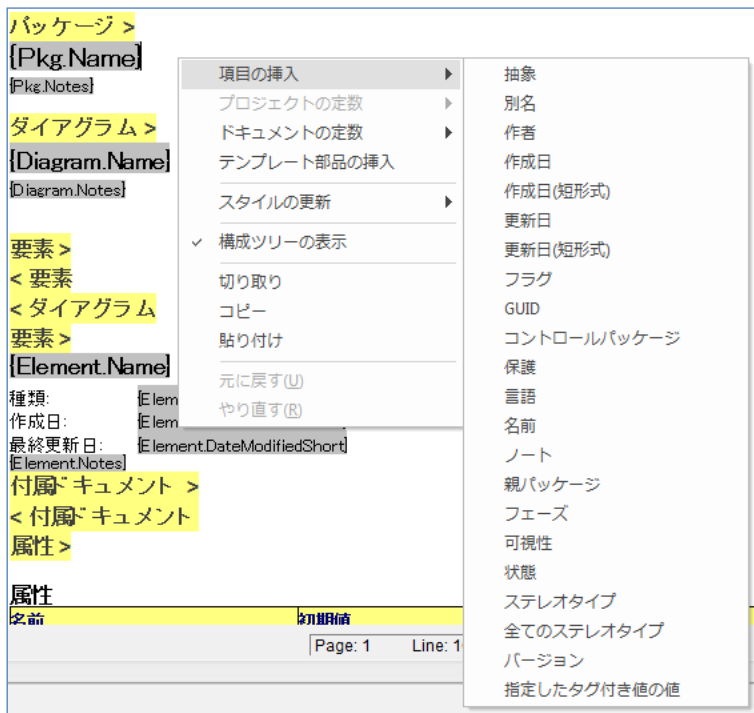 パッケージ >
{Pkg.Name}
{Pkg.Notes}
ダイアグラム >
{Diagram.Name}
{Diagram.Notes}
要素 >
< 要素
< ダイアグラム
要素 >
{Element.Name}
種類: {Elem
作成日: {Elem
最終更新日: {Element.DateModifiedShort}
{Element.Notes}
付属ドキュメント >
< 付属ドキュメント
属性 >
属性
名前 初期値
Page: 1 Line: 1
項目の挿入
プロジェクトの定数
ドキュメントの定数
テンプレート部品の挿入
スタイルの更新
構成ツリーの表示
切り取り
コピー
貼り付け
元に戻す(U)
やり直す(R)
抽象
別名
作者
作成日
作成日(短形式)
更新日
更新日(短形式)
フラグ
GUID
コントロールパッケージ
保護
言語
名前
ノート
親パッケージ
フェーズ
可視性
状態
ステレオタイプ
全てのステレオタイプ
バージョン
指定したタグ付き値の値